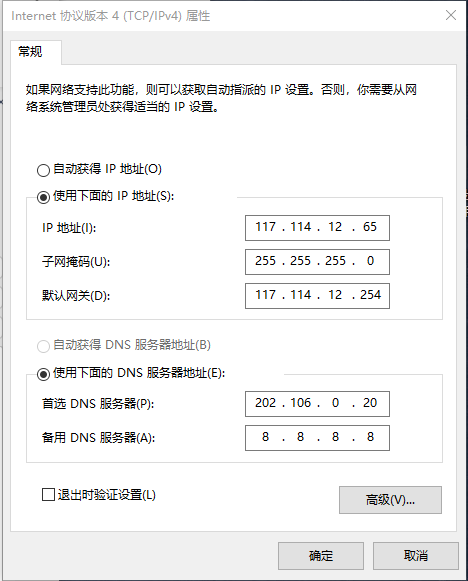 Internet 协议版本 4 (TCP/IPv4) 属性
常规
如果网络支持此功能，则可以获取自动指派的 IP 设置。否则，你需要从网
络系统管理员处获得适当的 IP 设置。
自动获得 IP 地址(O)
使用下面的 IP 地址(S):
IP 地址(I): 117 . 114 . 12 . 65
子网掩码(U): 255 . 255 . 255 . 0
默认网关(D): 117 . 114 . 12 . 254
自动获得 DNS 服务器地址(B)
使用下面的 DNS 服务器地址(E):
首选 DNS 服务器(P): 202 . 106 . 0 . 20
备用 DNS 服务器(A): 8 . 8 . 8 . 8
退出时验证设置(L)
高级(V)...
确定 取消